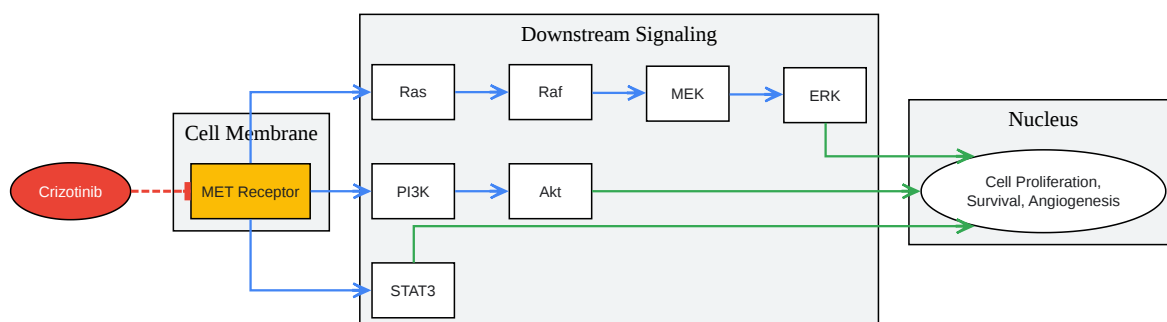 Downstream Signaling
Ras
Raf
MEK
ERK
Cell Membrane
Nucleus
Crizotinib
MET Receptor
PI3K
Akt
Cell Proliferation,
Survival, Angiogenesis
STAT3